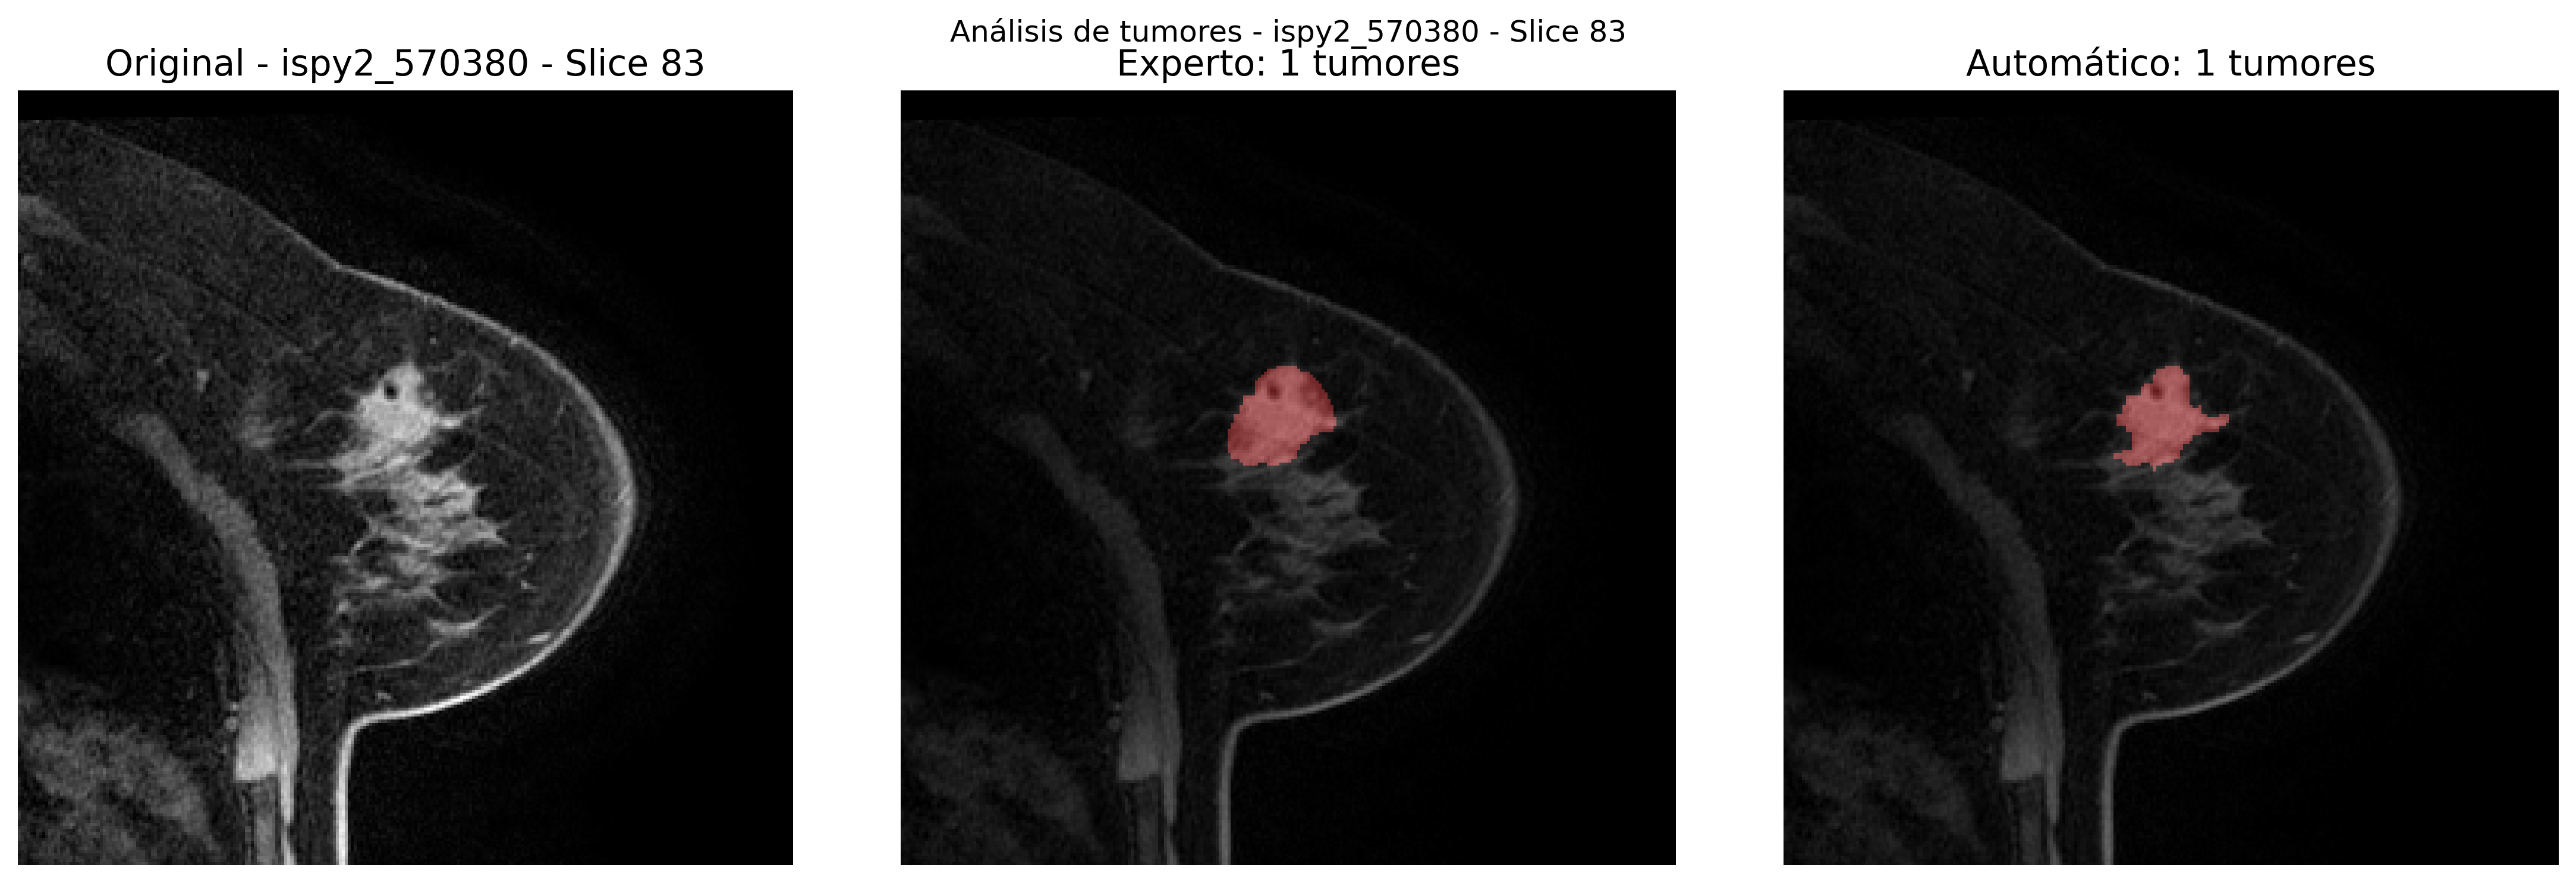 Análisis de tumores - ispy2_570380 - Slice 83
Original - ispy2_570380 - Slice 83
Experto: 1 tumores
Automático: 1 tumores